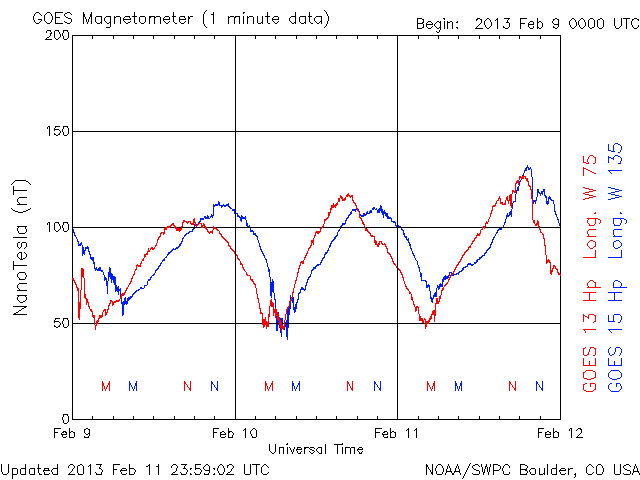 GOES Magnetometer (1 minute data)
Begin: 2013 Feb 9 0000 UTC
200
150
100
50
0
NanoTesla (nT)
M M N N M M N N M M N N
Feb 9 Feb 10 Feb 11 Feb 12
Universal Time
GOES 13 Hp Long. W 75
GOES 15 Hp Long. W 135
Updated 2013 Feb 11 23:59:02 UTC
NOAA/SWPC Boulder, CO USA